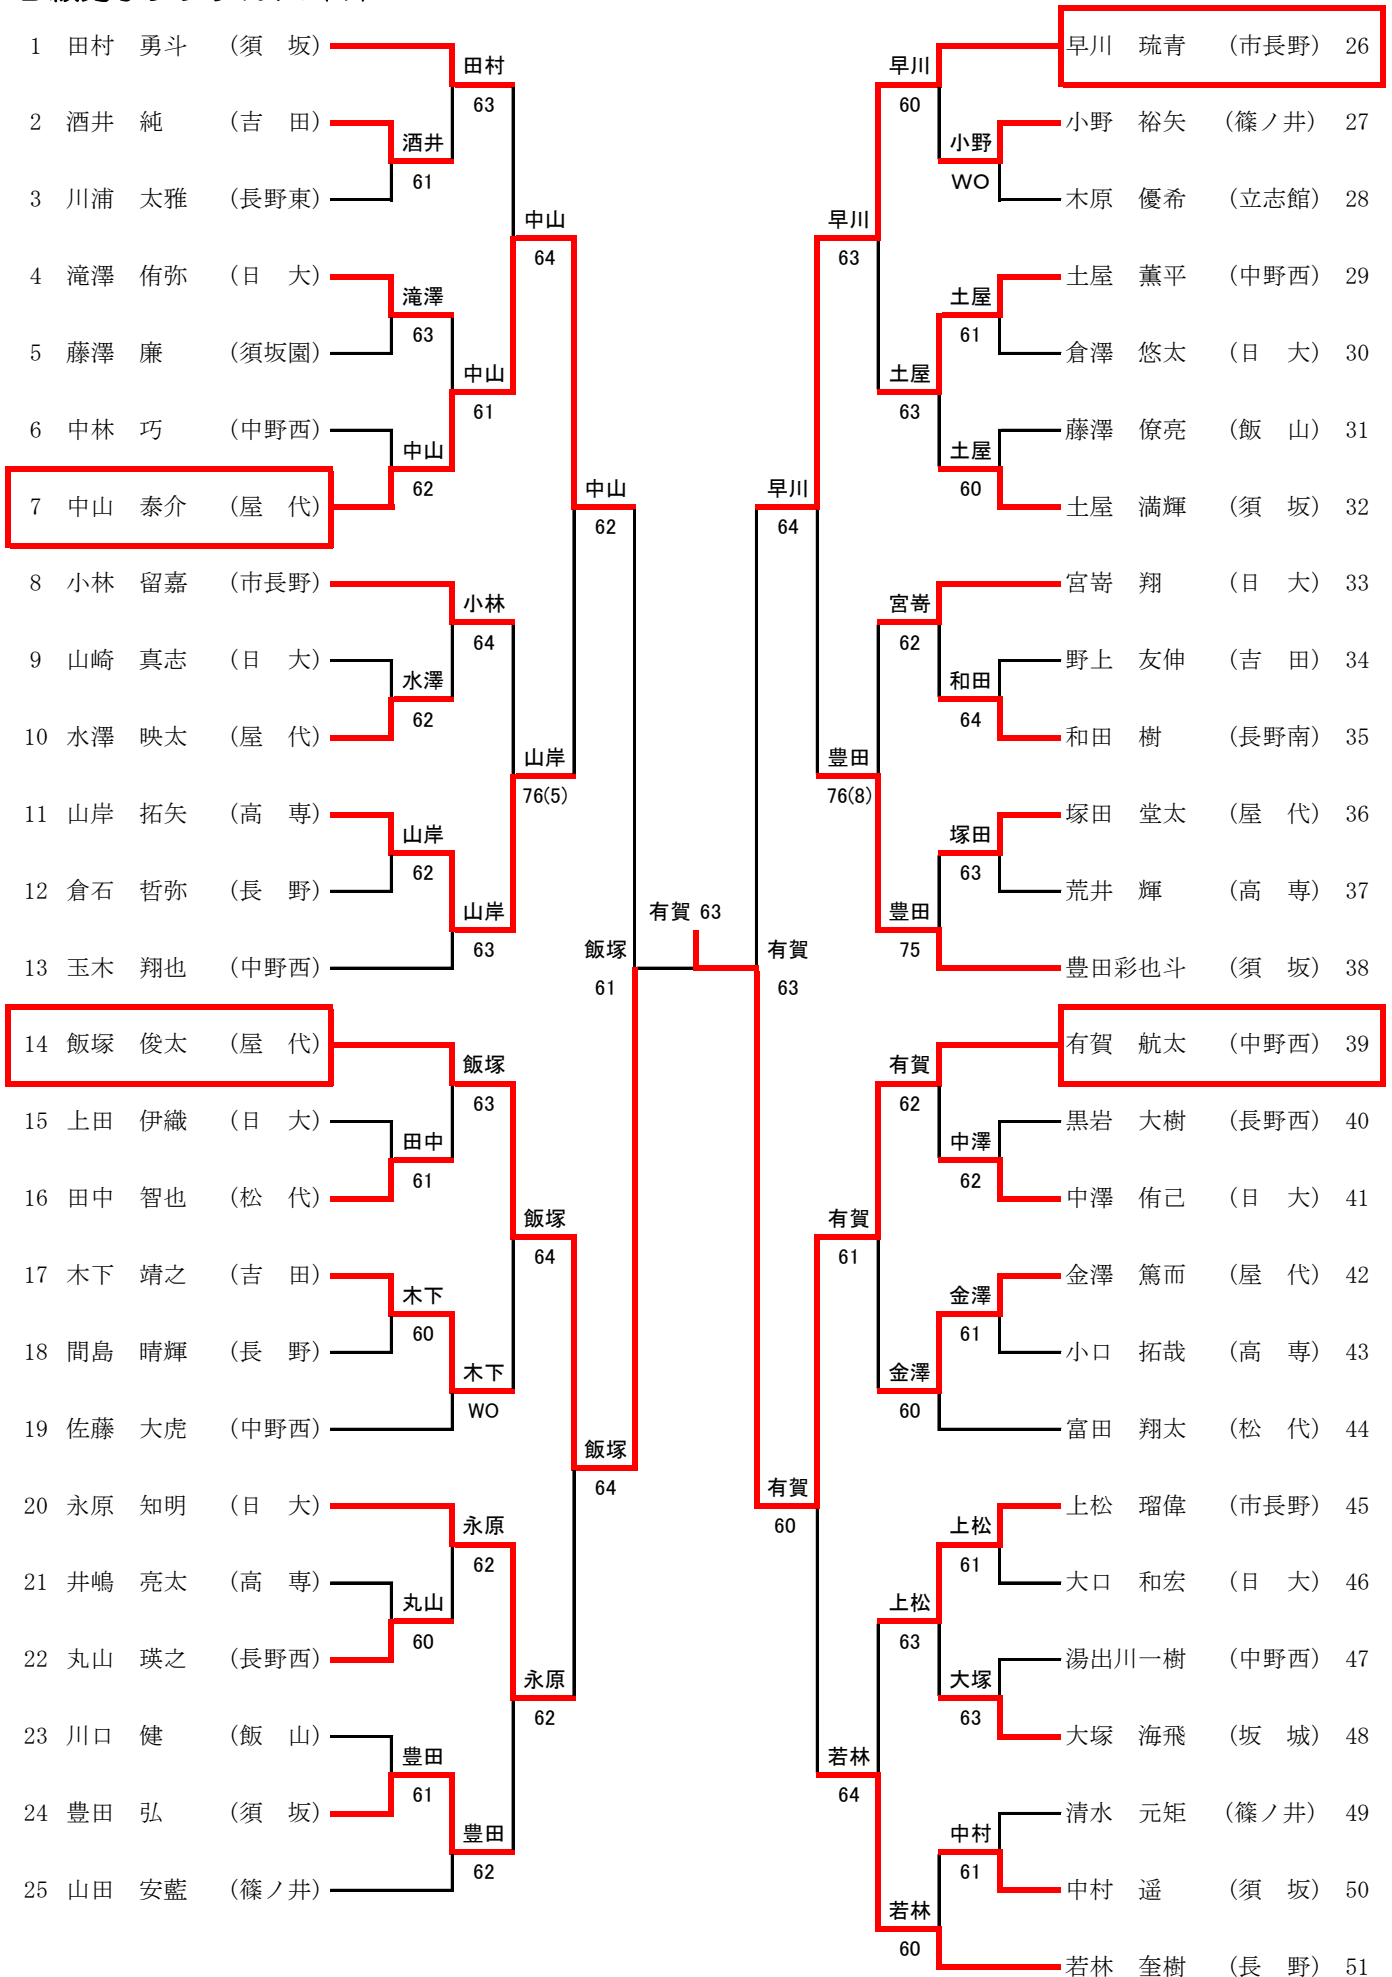 1 田村 勇斗 (須 坂)
2 酒井 純 (吉 田)
3 川浦 太雅 (長野東)
4 滝澤 侑弥 (日 大)
5 藤澤 廉 (須坂園)
6 中林 巧 (中野西)
7 中山 泰介 (屋 代)
8 小林 留嘉 (市長野)
9 山崎 真志 (日 大)
10 水澤 映太 (屋 代)
11 山岸 拓矢 (高 専)
12 倉石 哲弥 (長 野)
13 玉木 翔也 (中野西)
14 飯塚 俊太 (屋 代)
15 上田 伊織 (日 大)
16 田中 智也 (松 代)
17 木下 靖之 (吉 田)
18 間島 晴輝 (長 野)
19 佐藤 大虎 (中野西)
20 永原 知明 (日 大)
21 井嶋 亮太 (高 専)
22 丸山 瑛之 (長野西)
23 川口 健 (飯 山)
24 豊田 弘 (須 坂)
25 山田 安藍 (篠ノ井)
酒井
61
滝澤
63
中山
62
水澤
62
山岸
62
田中
61
木下
60
丸山
60
豊田
61
田村
63
中山
61
小林
64
山岸
63
飯塚
63
木下
WO
永原
62
豊田
62
中山
64
山岸
76(5)
飯塚
64
永原
62
中山
62
飯塚
64
飯塚
61
有賀 63
有賀
63
早川
64
有賀
60
早川
63
豊田
76(8)
有賀
61
若林
64
早川
60
土屋
63
宮嵜
62
豊田
75
有賀
62
金澤
60
上松
63
若林
60
小野
WO
土屋
61
土屋
60
和田
64
塚田
63
中澤
62
金澤
61
上松
61
大塚
63
中村
61
早川 琉青 (市長野) 26
小野 裕矢 (篠ノ井) 27
木原 優希 (立志館) 28
土屋 薫平 (中野西) 29
倉澤 悠太 (日 大) 30
藤澤 僚亮 (飯 山) 31
土屋 満輝 (須 坂) 32
宮嵜 翔 (日 大) 33
野上 友伸 (吉 田) 34
和田 樹 (長野南) 35
塚田 堂太 (屋 代) 36
荒井 輝 (高 専) 37
豊田彩也斗 (須 坂) 38
有賀 航太 (中野西) 39
黒岩 大樹 (長野西) 40
中澤 侑己 (日 大) 41
金澤 篤而 (屋 代) 42
小口 拓哉 (高 専) 43
富田 翔太 (松 代) 44
上松 瑠偉 (市長野) 45
大口 和宏 (日 大) 46
湯出川一樹 (中野西) 47
大塚 海飛 (坂 城) 48
清水 元矩 (篠ノ井) 49
中村 遥 (須 坂) 50
若林 奎樹 (長 野) 51